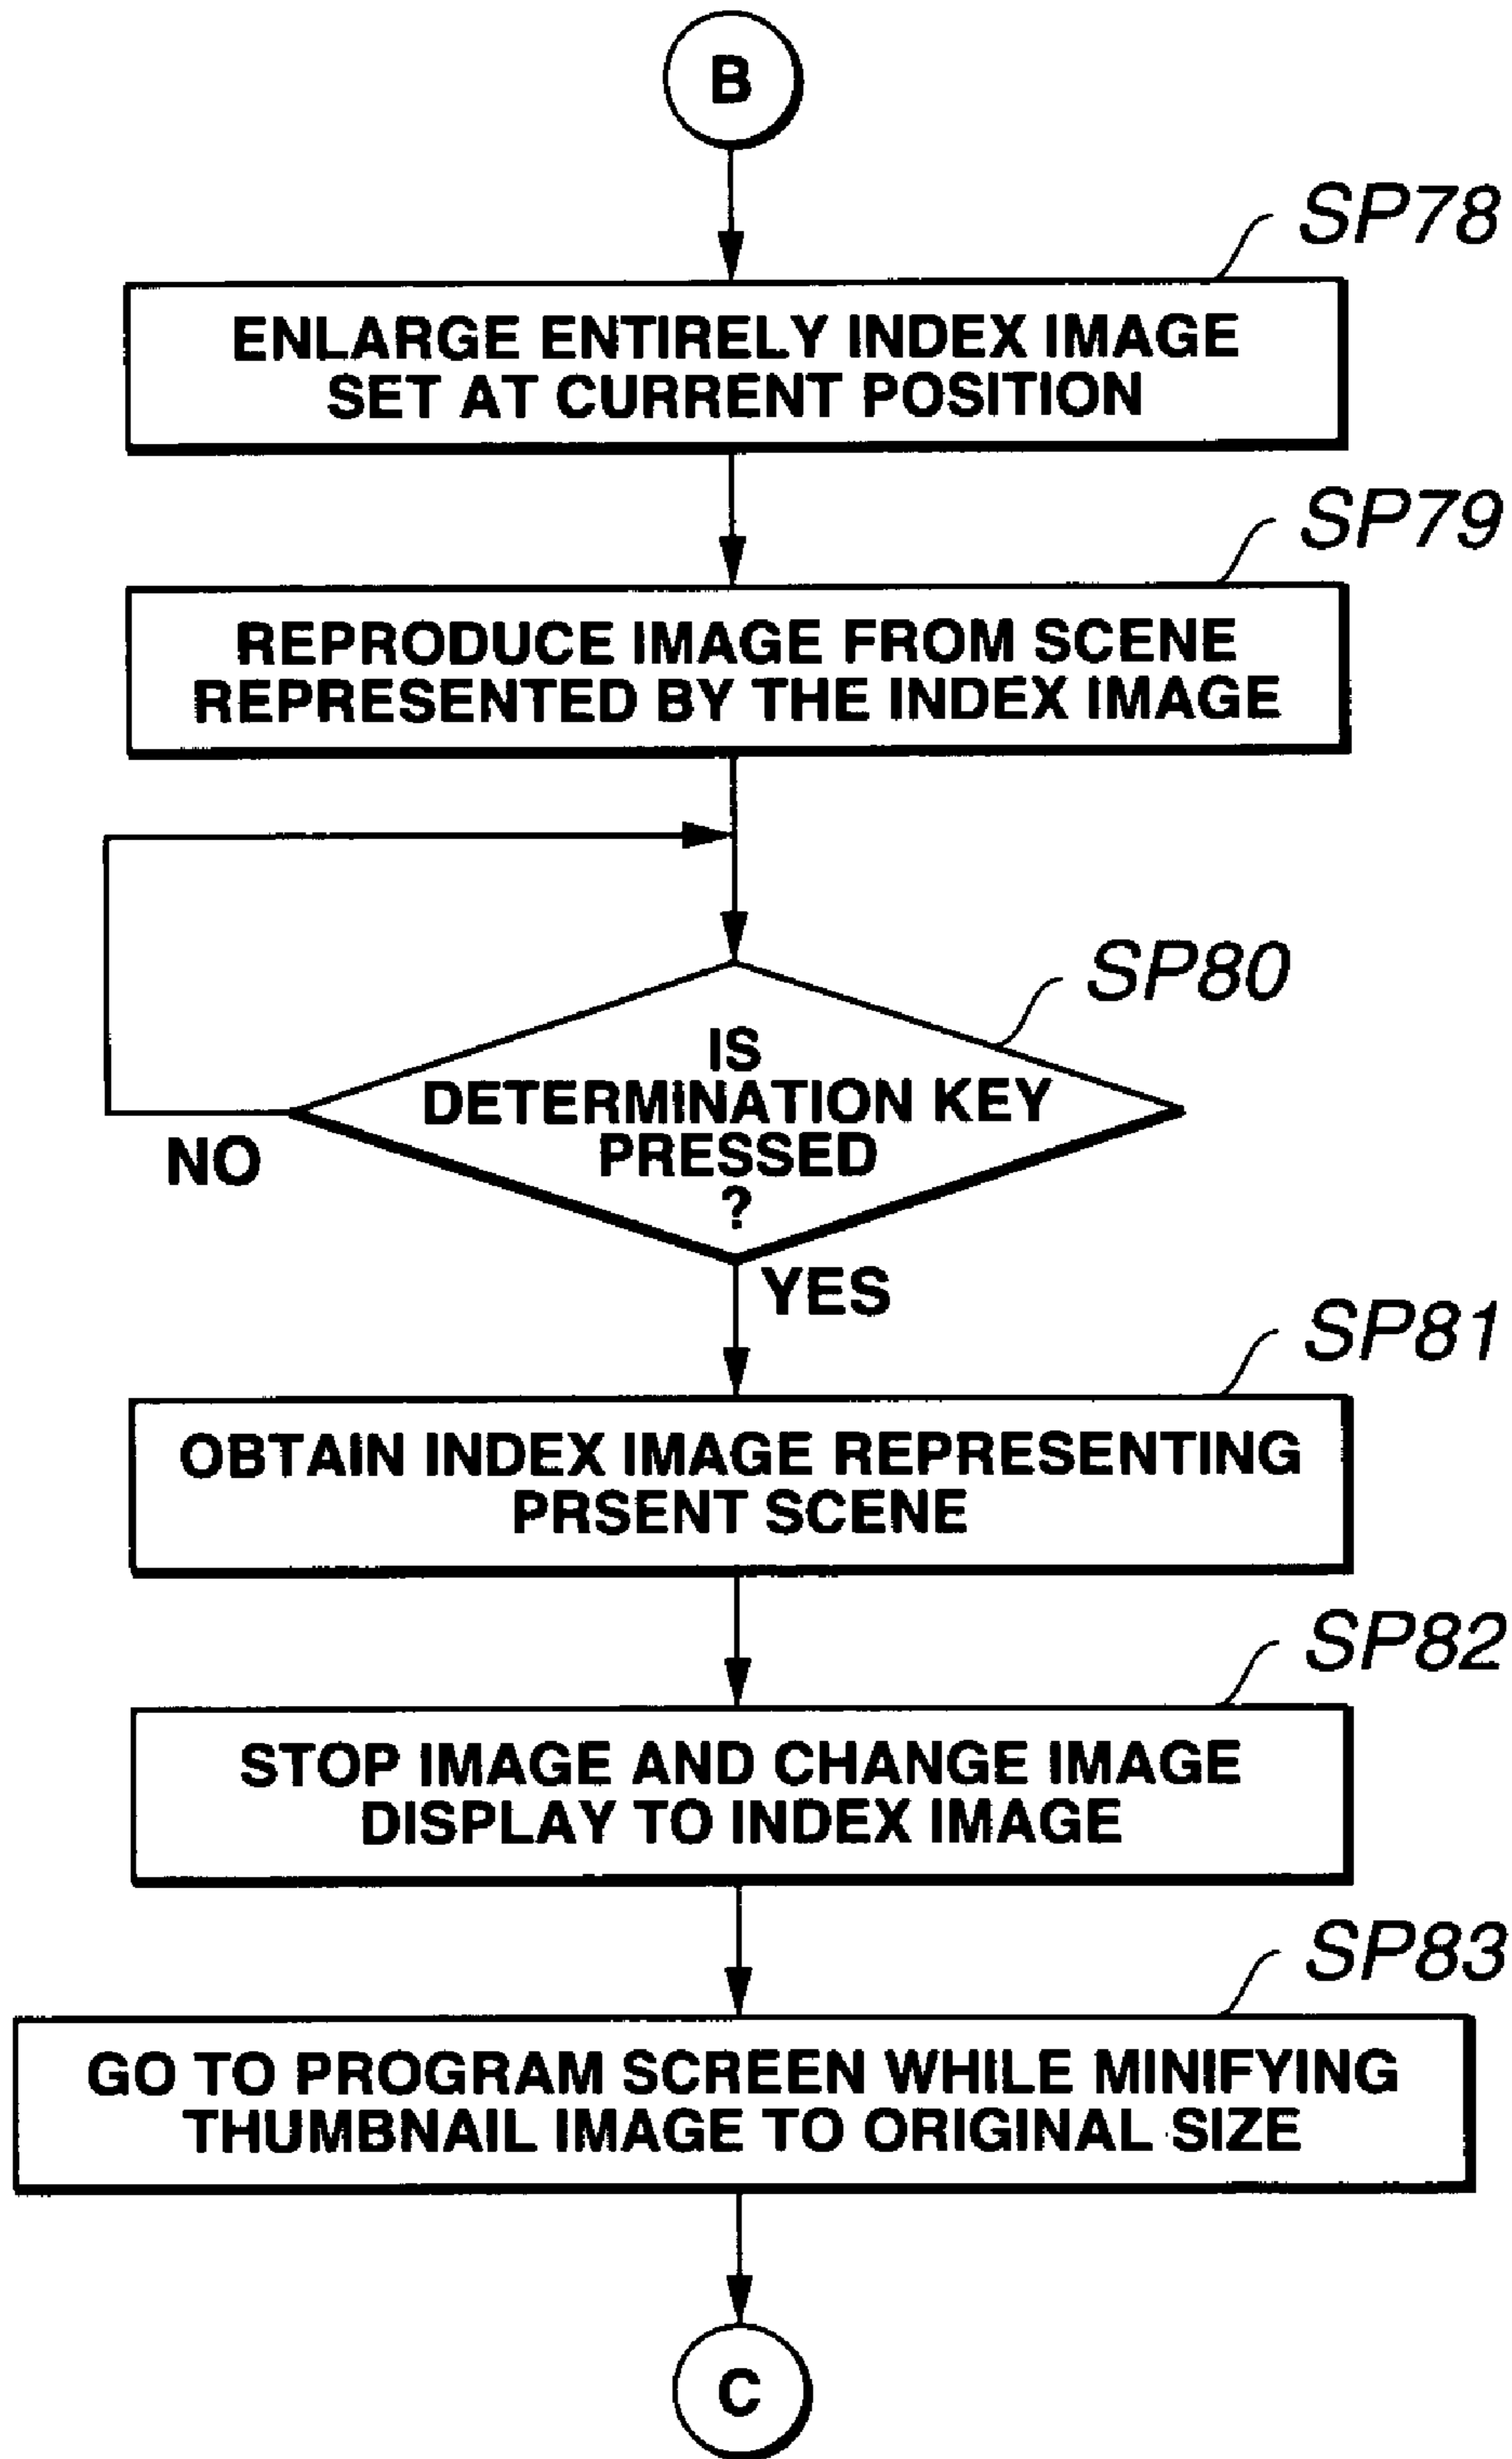 B
SP78
ENLARGE ENTIRELY INDEX IMAGE
SET AT CURRENT POSITION
SP79
REPRODUCE IMAGE FROM SCENE
REPRESENTED BY THE INDEX IMAGE
SP80
IS
DETERMINATION KEY
PRESSED
?
NO
YES
SP81
OBTAIN INDEX IMAGE REPRESENTING
PRSENT SCENE
SP82
STOP IMAGE AND CHANGE IMAGE
DISPLAY TO INDEX IMAGE
SP83
GO TO PROGRAM SCREEN WHILE MINIFYING
THUMBNAIL IMAGE TO ORIGINAL SIZE
C